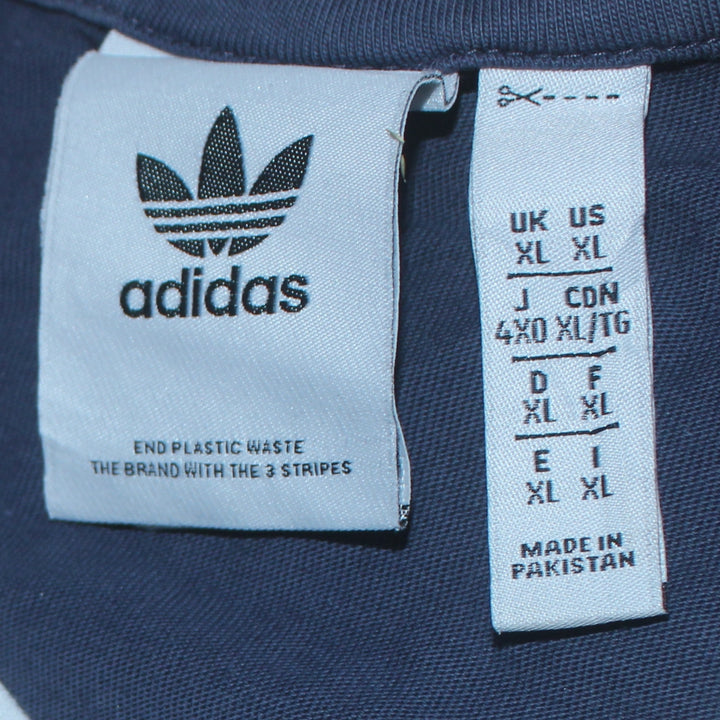 adidas
END PLASTIC WASTE
THE BRAND WITH THE 3 STRIPES
UK US
XL XL
J CDN
4XO XL/TG
D F
XL XL
E I
XL XL
MADE IN
PAKISTAN